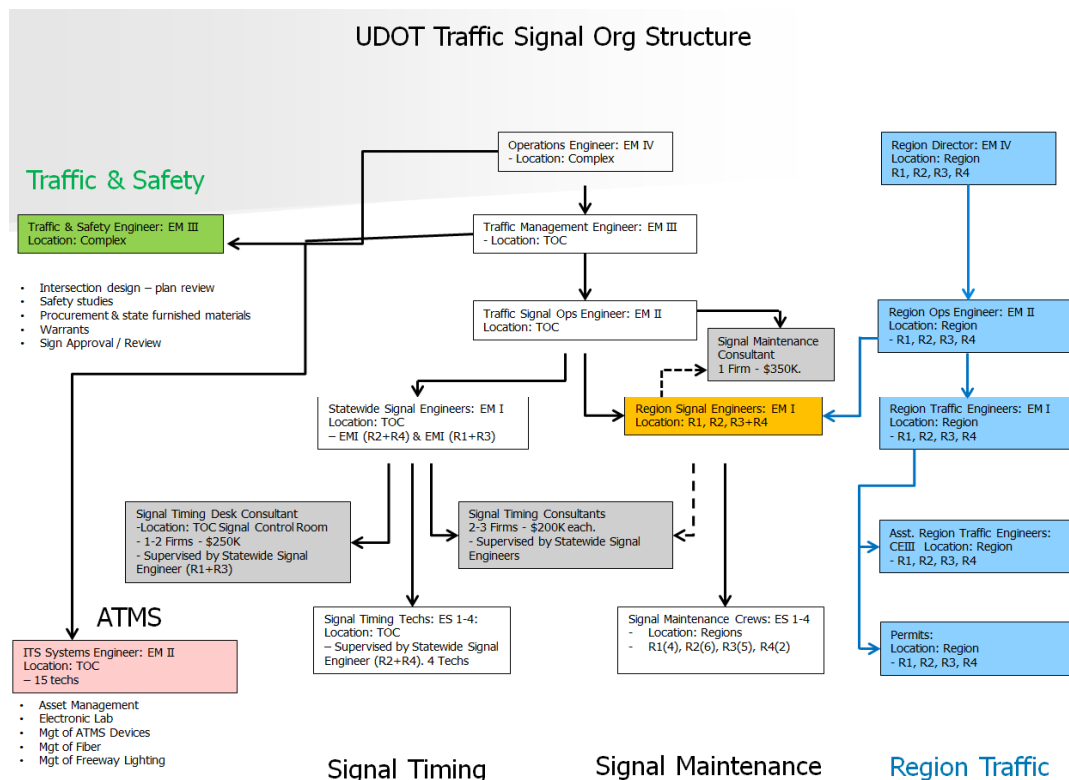 UDOT Traffic Signal Org Structure
Operations Engineer: EM IV
- Location: Complex
Region Director: EM IV
Location: Region
R1, R2, R3, R4
Traffic & Safety
Traffic & Safety Engineer: EM III
Location: Complex
Traffic Management Engineer: EM III
- Location: TOC
• Intersection design – plan review
• Safety studies
• Procurement & state furnished materials
• Warrants
• Sign Approval / Review
Traffic Signal Ops Engineer: EM II
Location: TOC
Region Ops Engineer: EM II
Location: Region
- R1, R2, R3, R4
Signal Maintenance
Consultant
1 Firm - $350K.
Statewide Signal Engineers: EM I
Location: TOC
– EMI (R2+R4) & EMI (R1+R3)
Region Signal Engineers: EM I
Location: R1, R2, R3+R4
Region Traffic Engineers: EM I
Location: Region
- R1, R2, R3, R4
Signal Timing Desk Consultant
-Location: TOC Signal Control Room
- 1-2 Firms - $250K
- Supervised by Statewide Signal
Engineer (R1+R3)
Signal Timing Consultants
2-3 Firms - $200K each.
- Supervised by Statewide Signal
Engineers
Asst. Region Traffic Engineers:
CEIII Location: Region
- R1, R2, R3, R4
ATMS
ITS Systems Engineer: EM II
Location: TOC
– 15 techs
Signal Timing Techs: ES 1-4:
Location: TOC
– Supervised by Statewide Signal
Engineer (R2+R4). 4 Techs
Signal Maintenance Crews: ES 1-4
- Location: Regions
- R1(4), R2(6), R3(5), R4(2)
Permits:
Location: Region
- R1, R2, R3, R4
• Asset Management
• Electronic Lab
• Mgt of ATMS Devices
• Mgt of Fiber
• Mgt of Freeway Lighting
Signal Timing
Signal Maintenance
Region Traffic